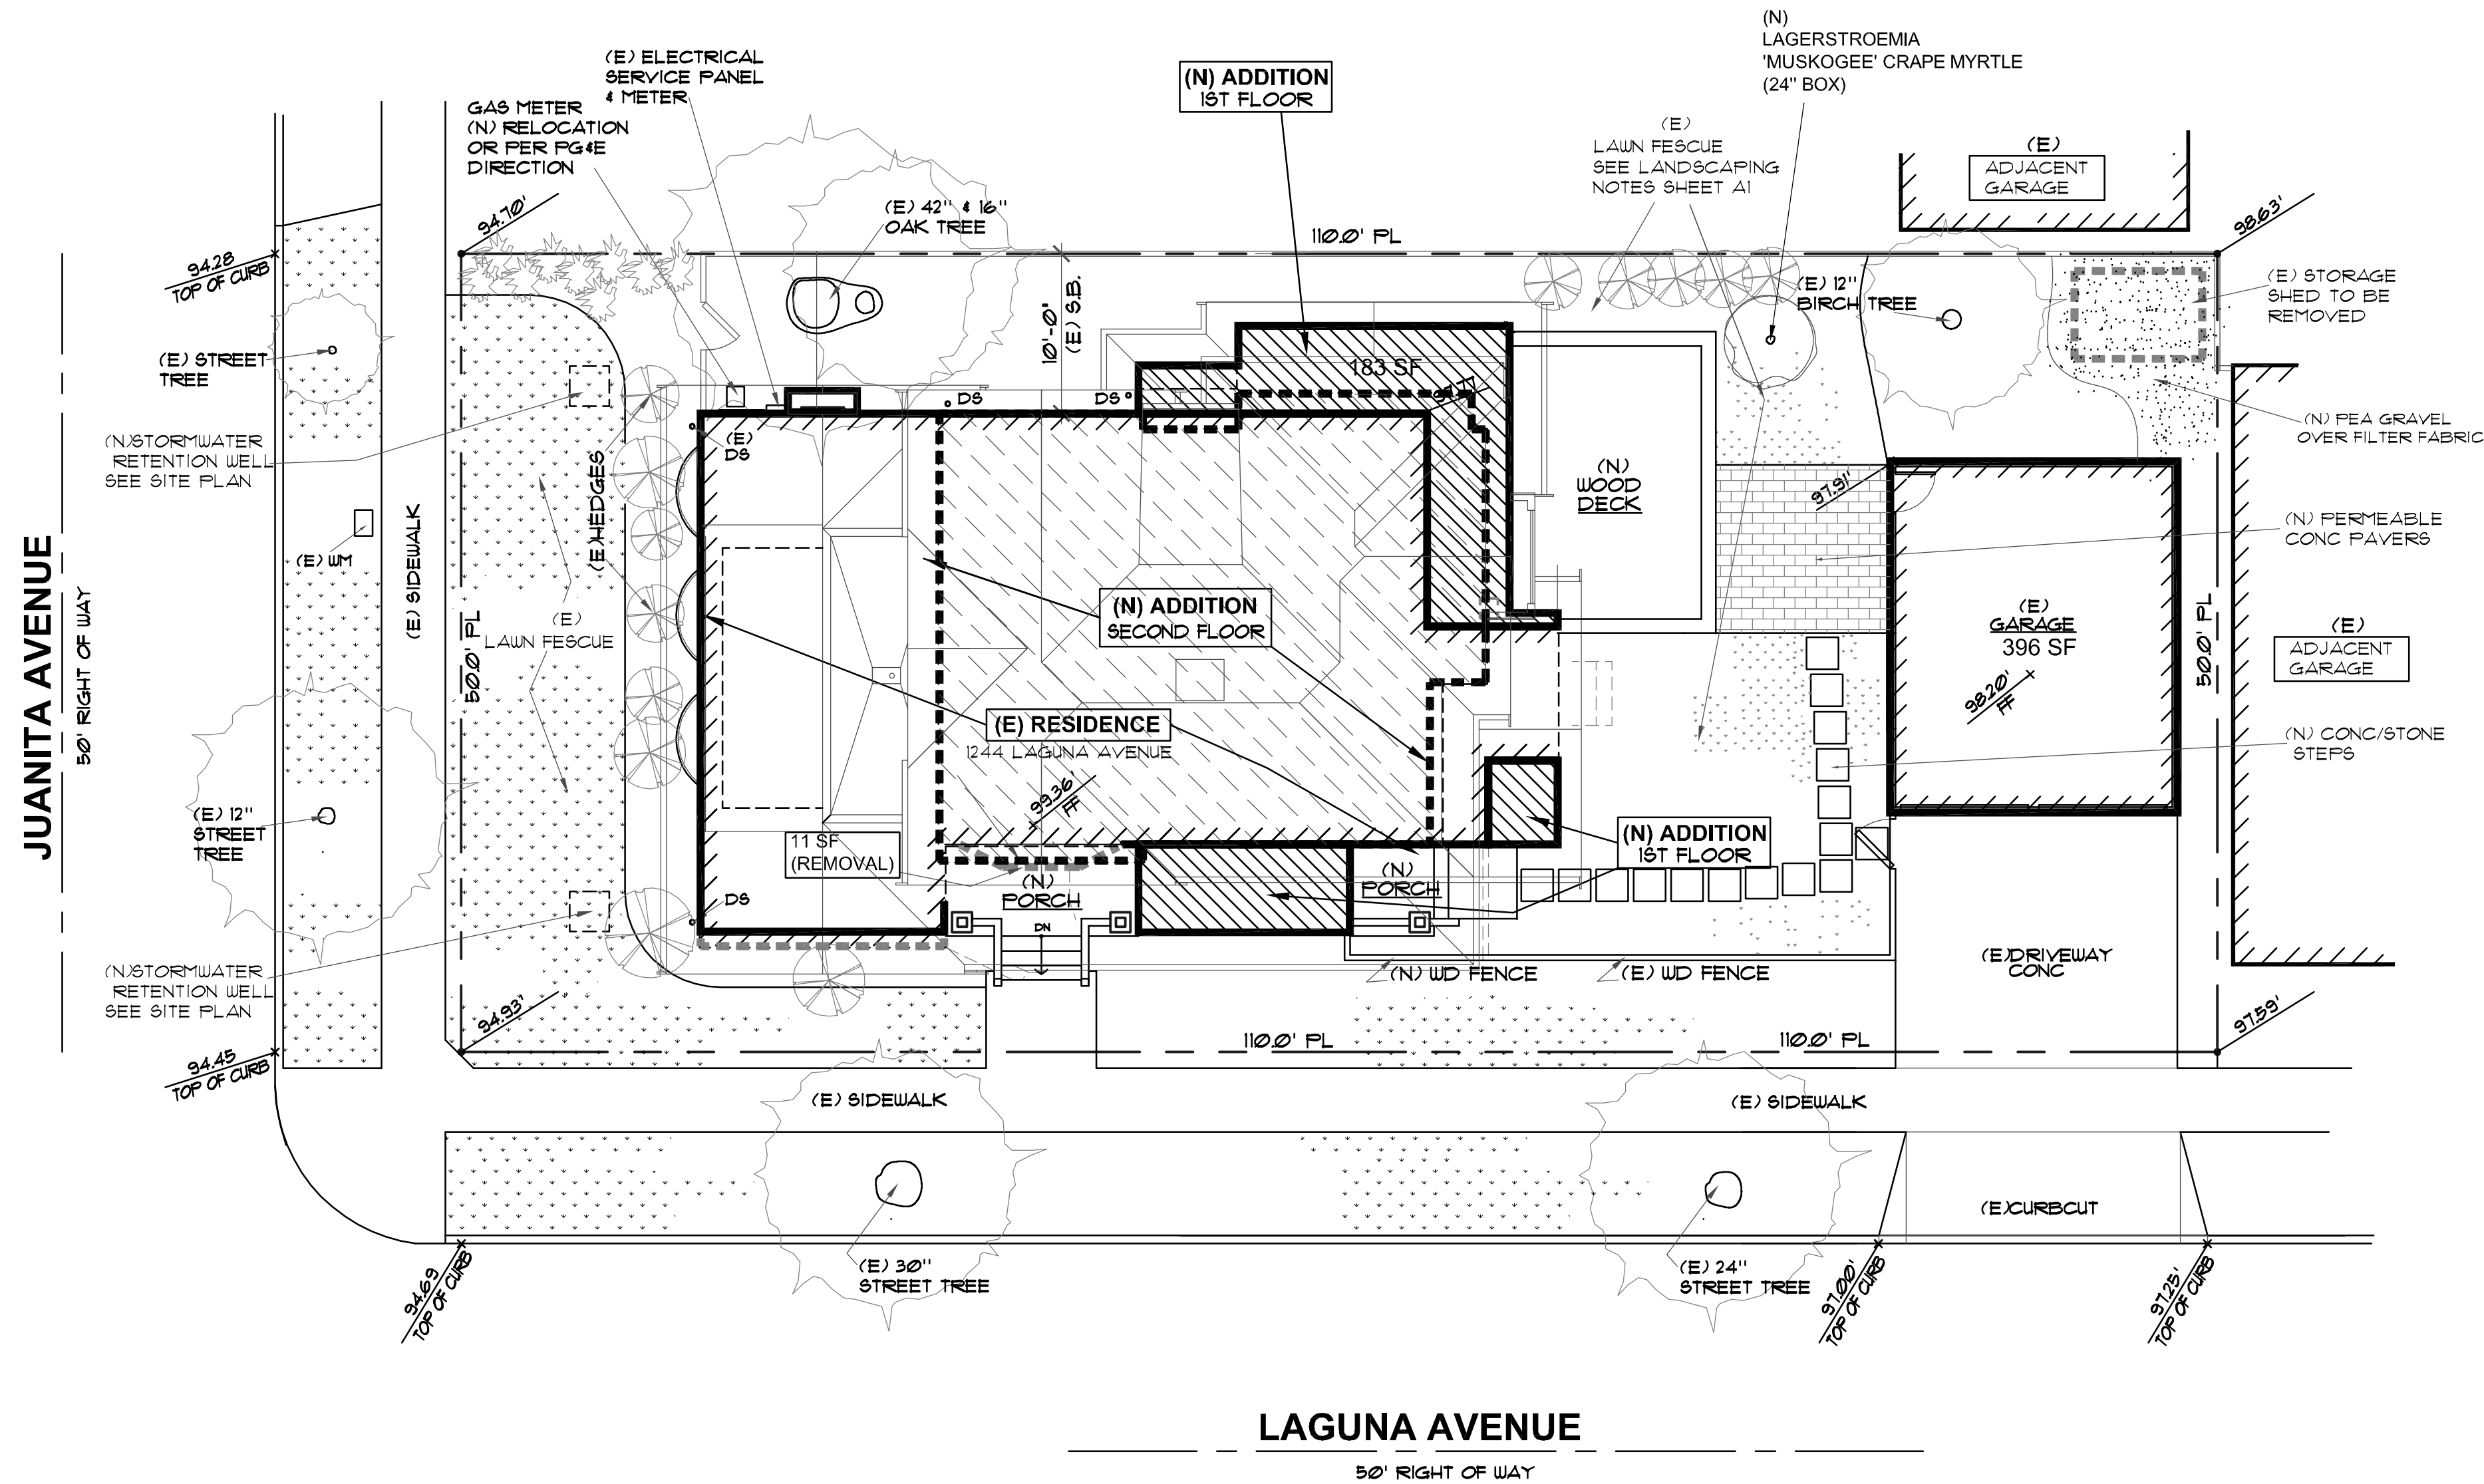 (N)
LAGERSTROEMIA
'MUSKOGEE' CRAPE MYRTLE
(24" BOX)
(E) ELECTRICAL
SERVICE PANEL
& METER
(N) ADDITION
1ST FLOOR
GAS METER
(N) RELOCATION
OR PER PG&E
DIRECTION
(E)
LAWN FESCUE
SEE LANDSCAPING
NOTES SHEET A1
(E)
ADJACENT
GARAGE
94.70'
(E) 42" & 16"
OAK TREE
110.0' PL
98.63'
94.28
TOP OF CURB
10'-0"
(E) S.B.
(E) 12"
BIRCH TREE
(E) STORAGE
SHED TO BE
REMOVED
(E) STREET
TREE
183 SF
DS
DS
(E)
DS
(N)STORMWATER
RETENTION WELL
SEE SITE PLAN
(E)HEDGES
(N) PEA GRAVEL
OVER FILTER FABRIC
(N)
WOOD
DECK
97.91'
(E) SIDEWALK
(E) WM
(N) PERMEABLE
CONC PAVERS
JUANITA AVENUE
50' RIGHT OF WAY
50.0' PL
(E)
LAWN FESCUE
(N) ADDITION
SECOND FLOOR
(E)
GARAGE
396 SF
98.20'
FF
50.0' PL
(E)
ADJACENT
GARAGE
(E) RESIDENCE
1244 LAGUNA AVENUE
99.36'
FF
(N) CONC/STONE
STEPS
(E) 12"
STREET
TREE
11 SF
(REMOVAL)
(N) ADDITION
1ST FLOOR
(N)
PORCH
(N)
PORCH
DS
DN
(N)STORMWATER
RETENTION WELL
SEE SITE PLAN
(N) WD FENCE
(E) WD FENCE
(E)DRIVEWAY
CONC
94.93'
97.59'
94.45
TOP OF CURB
110.0' PL
110.0' PL
(E) SIDEWALK
(E) SIDEWALK
(E)CURBCUT
(E) 30"
STREET TREE
(E) 24"
STREET TREE
94.69
TOP OF CURB
97.00'
TOP OF CURB
97.25'
TOP OF CURB
LAGUNA AVENUE
50' RIGHT OF WAY